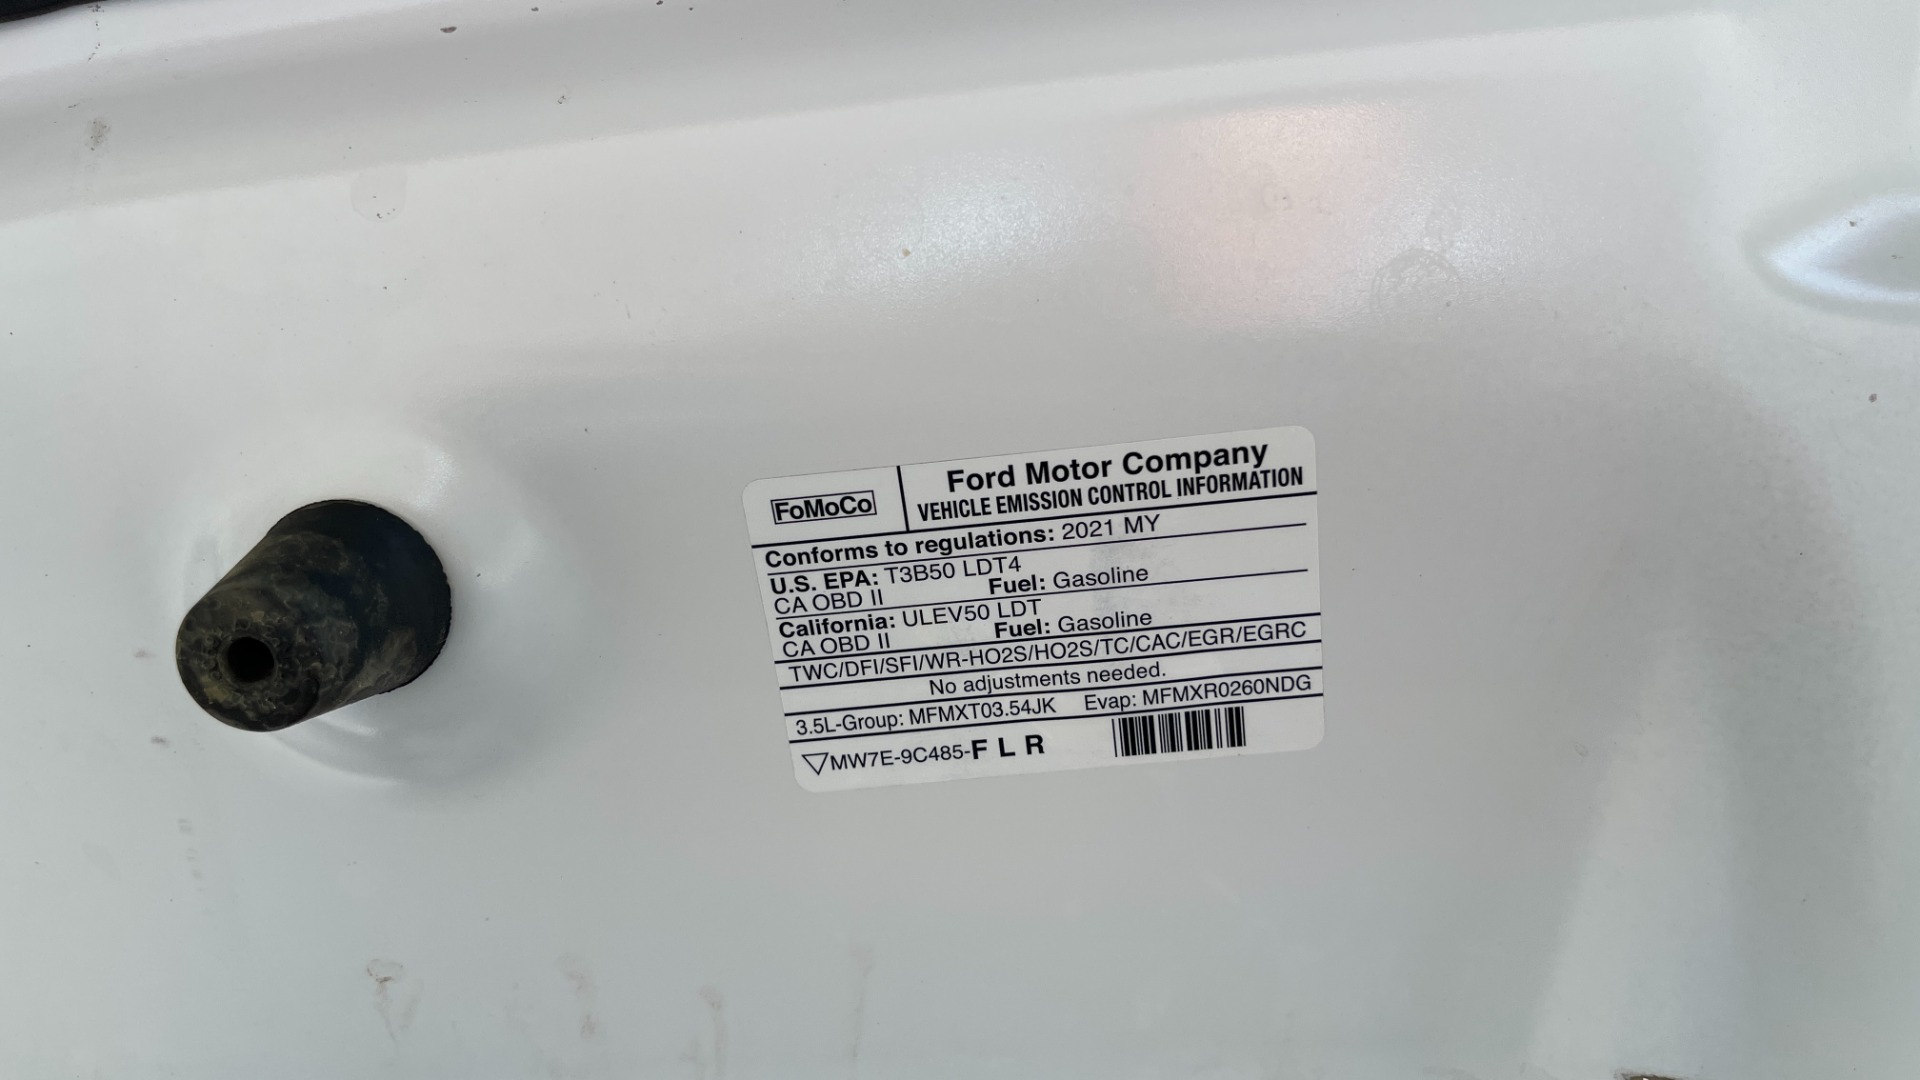 FoMoCo
Ford Motor Company
VEHICLE EMISSION CONTROL INFORMATION
Conforms to regulations: 2021 MY
U.S. EPA: T3B50 LDT4
CA OBD II Fuel: Gasoline
California: ULEV50 LDT
CA OBD II Fuel: Gasoline
TWC/DFI/SFI/WR-HO2S/HO2S/TC/CAC/EGR/EGRC
No adjustments needed.
3.5L-Group: MFMXT03.54JK Evap: MFMXR0260NDG
MW7E-9C485-F L R